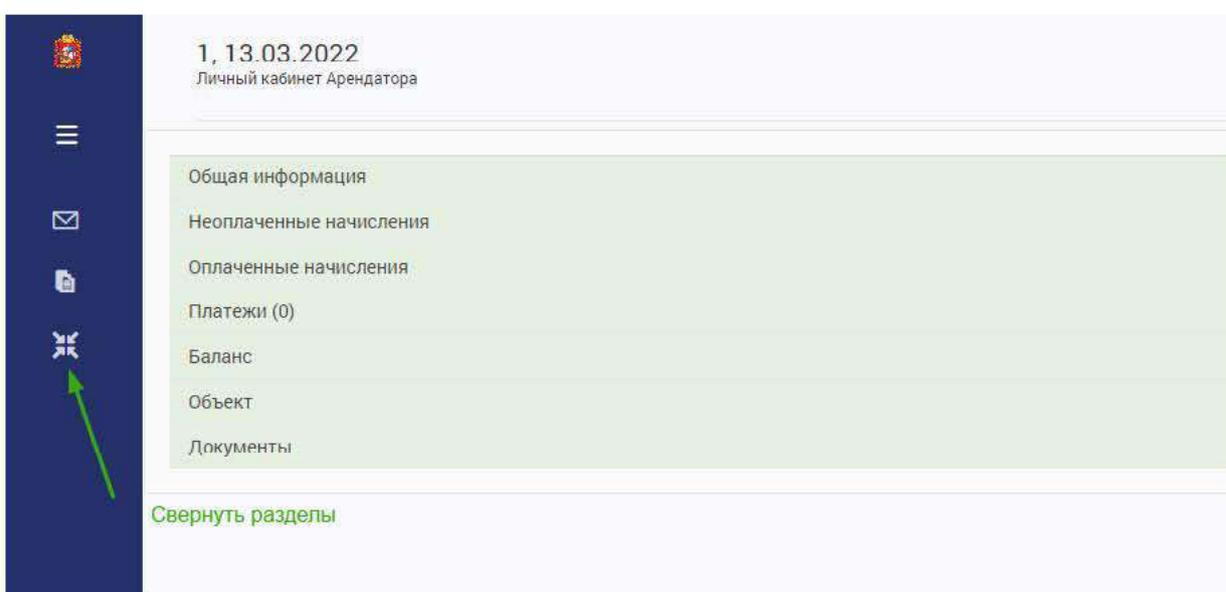 1, 13.03.2022
Личный кабинет Арендатора
Общая информация
Неоплаченные начисления
Оплаченные начисления
Платежи (0)
Баланс
Объект
Документы
Свернуть разделы